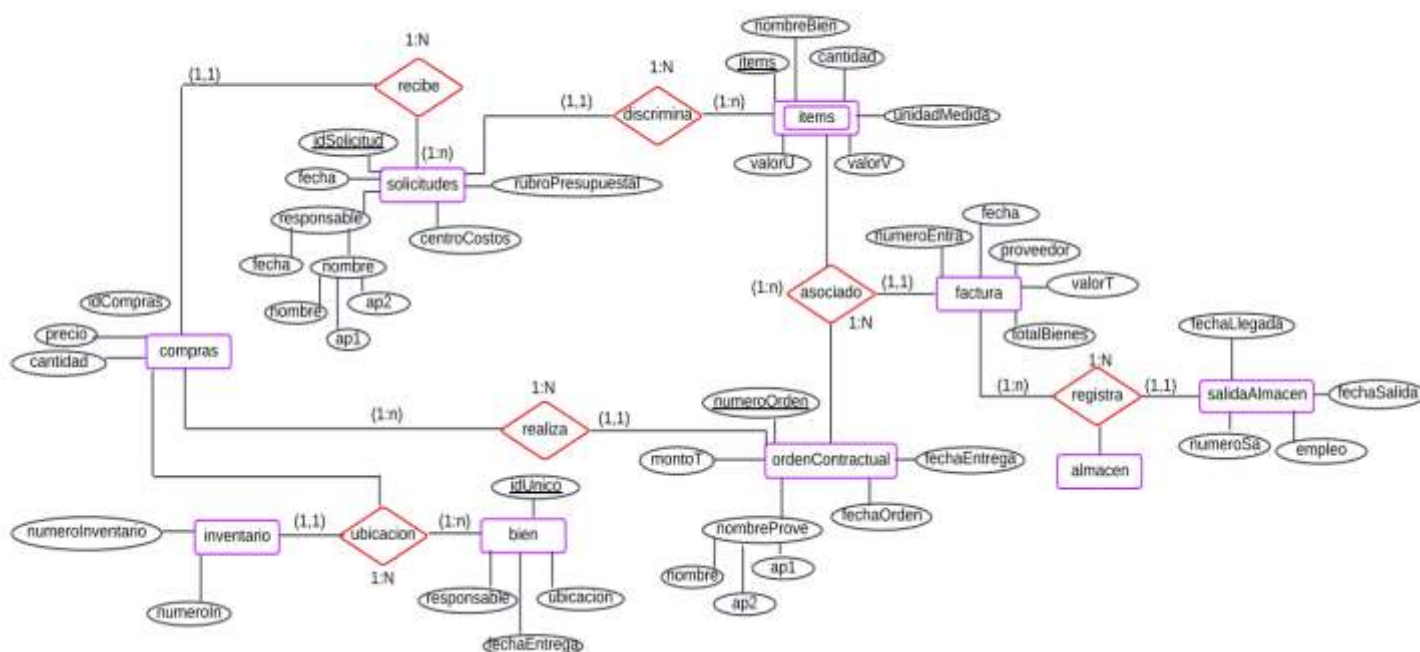 nombreBien
1:N
items
cantidad
(1,1)
recibe
1:N
(1,1)
discrimina
(1:n)
items
unidadMedida
idSolicitud
(1:n)
valorU
valorV
fecha
solicitudes
rubroPresupuestal
responsable
centroCostos
fecha
numeroEntra
proveedor
fecha
nombre
idCompras
nombre
ap2
ap1
(1:n)
asociado
(1,1)
factura
valorT
1:N
totalBienes
fechaLlegada
precio
compras
cantidad
1:N
1:N
(1:n)
registra
(1,1)
salidaAlmacen
fechaSalida
numeroOrden
(1:n)
realiza
(1,1)
numeroSa
empleo
montoT
ordenContractual
fechaEntrega
almacen
idUnico
fechaOrden
numeroInventario
inventario
(1,1)
ubicacion
(1:n)
bien
nombreProve
1:N
nombre
ap1
ap2
numeroIn
responsable
ubicacion
fechaEntrega